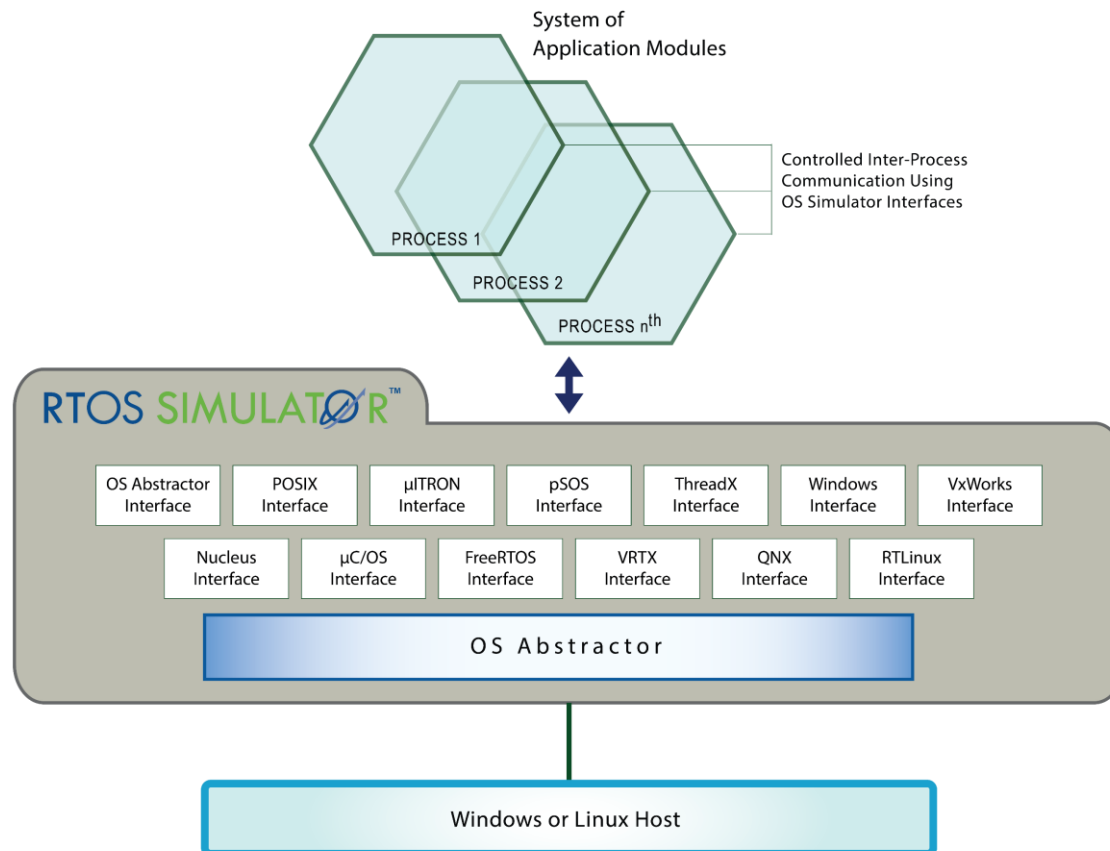 System of
Application Modules
Controlled Inter-Process
Communication Using
OS Simulator Interfaces
PROCESS 1
PROCESS 2
PROCESS nth
RTOS SIMULATOR™
OS Abstractor
Interface
POSIX
Interface
µITRON
Interface
pSOS
Interface
ThreadX
Interface
Windows
Interface
VxWorks
Interface
Nucleus
Interface
µC/OS
Interface
FreeRTOS
Interface
VRTX
Interface
QNX
Interface
RTLinux
Interface
OS Abstractor
Windows or Linux Host